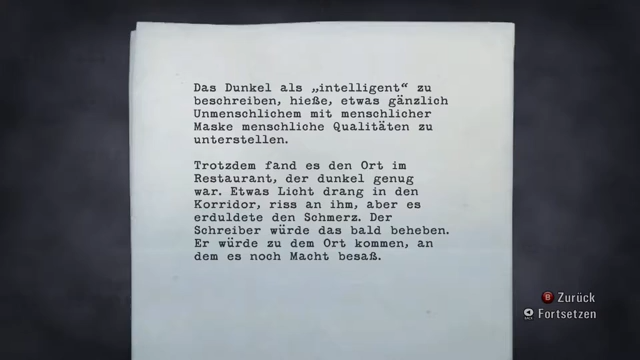 Das Dunkel als „intelligent“ zu
beschreiben, hieße, etwas gänzlich
Unmenschlichem mit menschlicher
Maske menschliche Qualitäten zu
unterstellen.
Trotzdem fand es den Ort im
Restaurant, der dunkel genug
war. Etwas Licht drang in den
Korridor, riss an ihm, aber es
erduldete den Schmerz. Der
Schreiber würde das bald beheben.
Er würde zu dem Ort kommen, an
dem es noch Macht besaß.
B Zurück
Fortsetzen